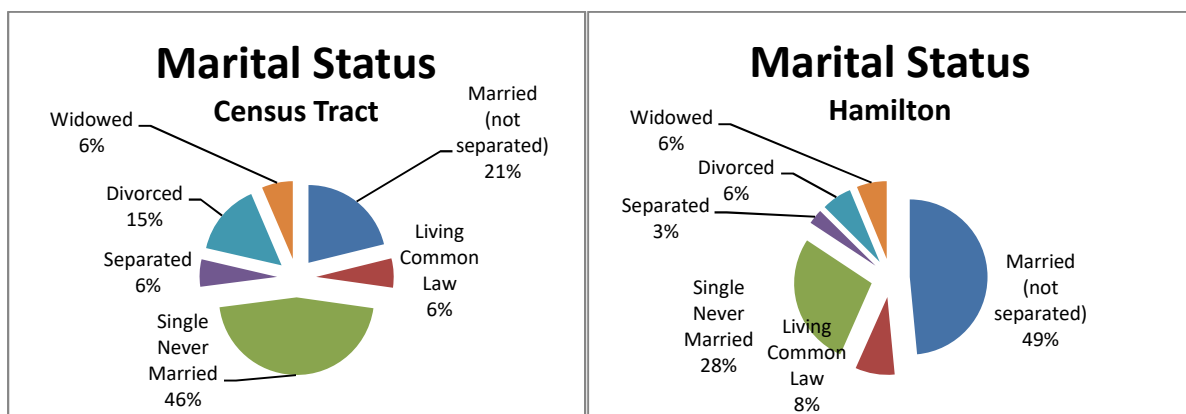 Marital Status
Census Tract
Widowed
6%
Married
(not
separated)
21%
Divorced
15%
Living
Common
Law
6%
Separated
6%
Single
Never
Married
46%
Marital Status
Hamilton
Widowed
6%
Divorced
6%
Separated
3%
Married
(not
separated)
49%
Single
Never
Married
28%
Living
Common
Law
8%